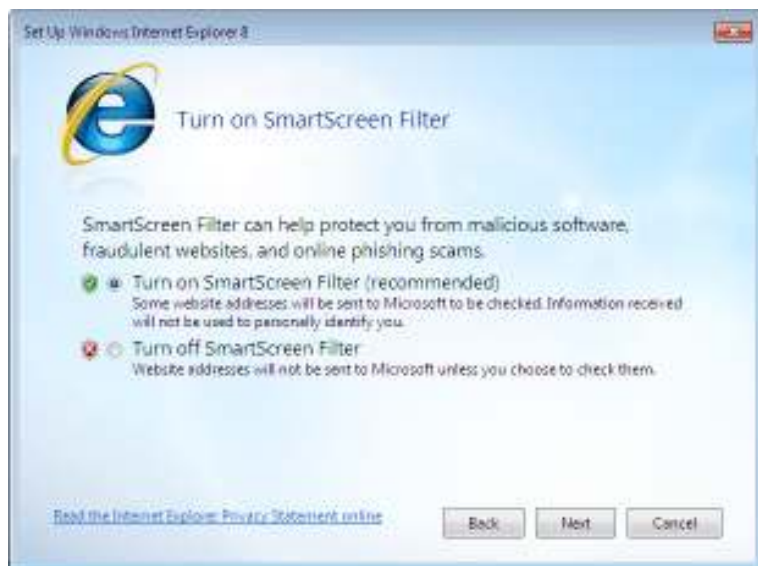 Set Up Windows Internet Explorer 8
Turn on SmartScreen Filter
SmartScreen Filter can help protect you from malicious software,
fraudulent websites, and online phishing scams.
Turn on SmartScreen Filter (recommended)
Some website addresses will be sent to Microsoft to be checked. Information received
will not be used to personally identify you.
Turn off SmartScreen Filter
Website addresses will not be sent to Microsoft unless you choose to check them.
Read the Internet Explorer Privacy Statement online
Back
Next
Cancel